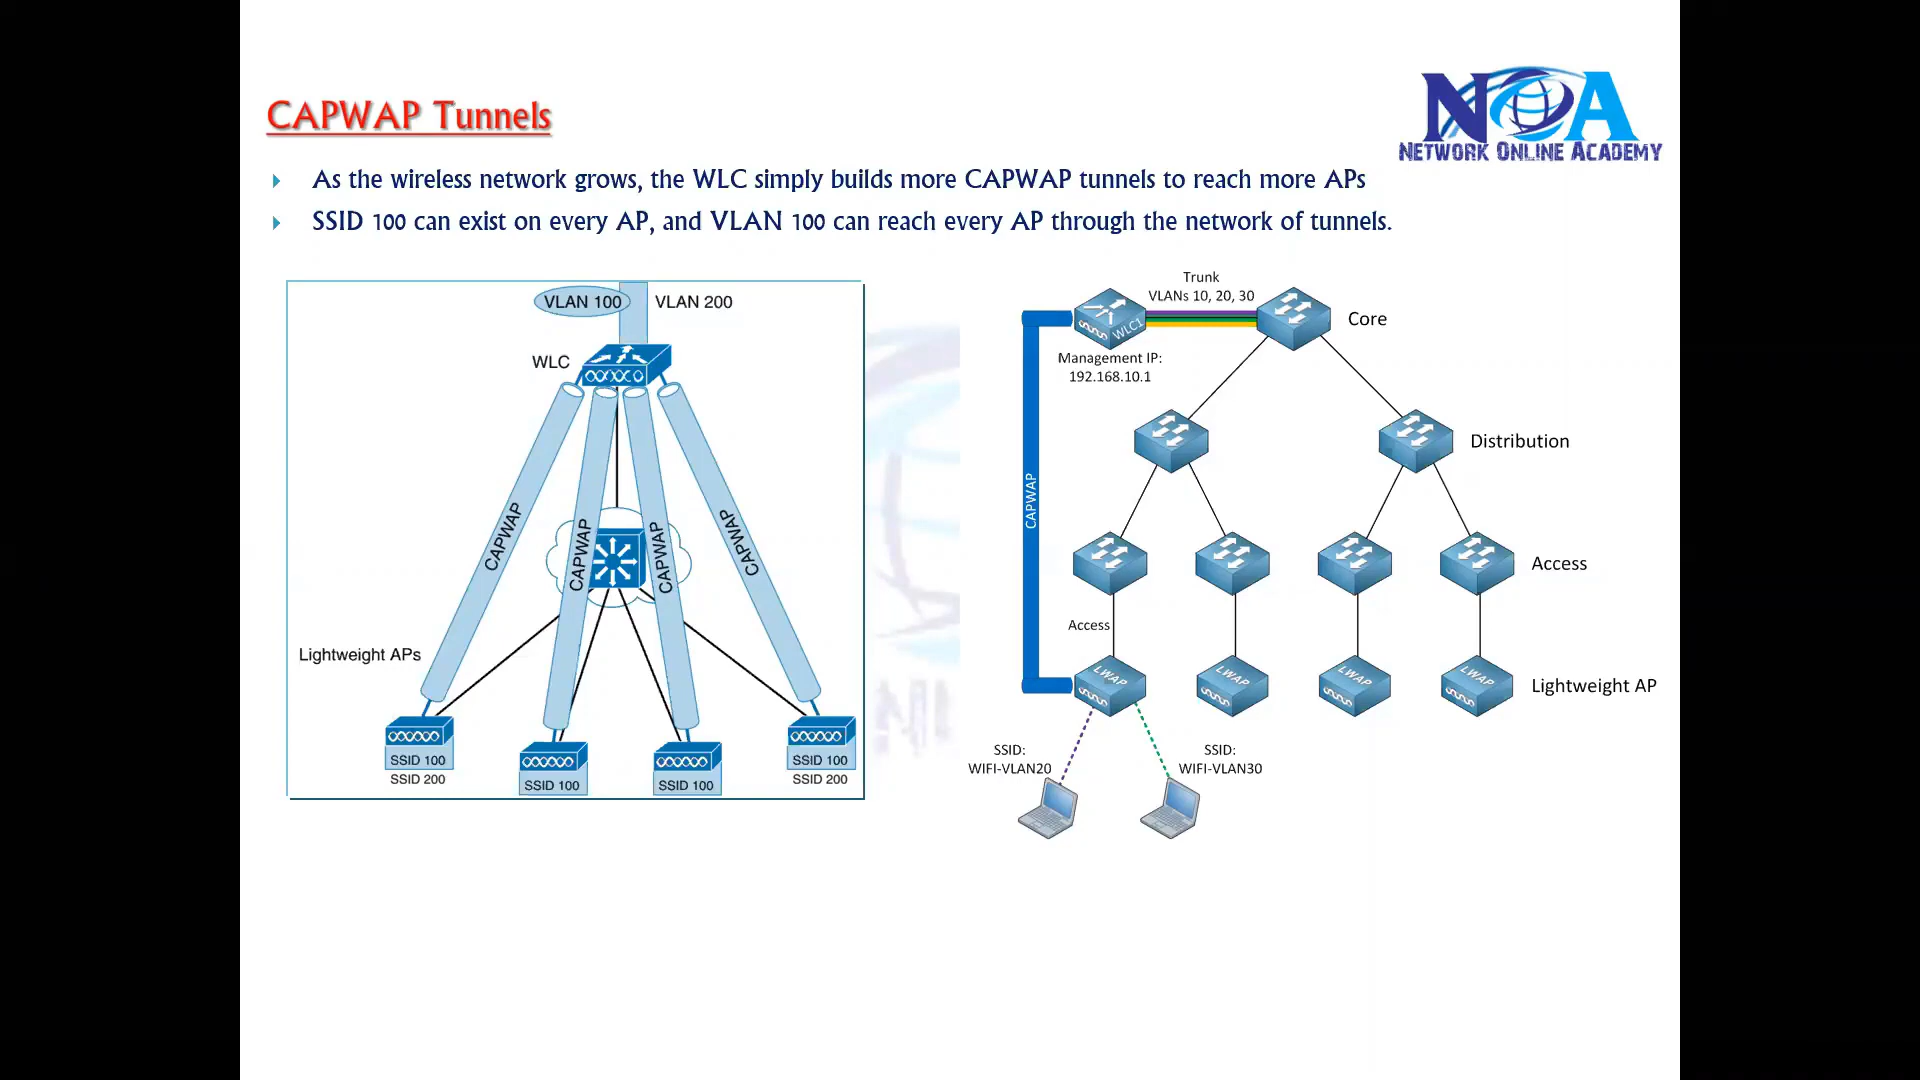 CAPWAP Tunnels
NOA
NETWORK ONLINE ACADEMY
As the wireless network grows, the WLC simply builds more CAPWAP tunnels to reach more APs
SSID 100 can exist on every AP, and VLAN 100 can reach every AP through the network of tunnels.
VLAN 100
VLAN 200
WLC
CAPWAP
CAPWAP
CAPWAP
CAPWAP
Lightweight APs
SSID 100
SSID 200
SSID 100
SSID 100
SSID 100
SSID 200
Trunk
VLANs 10, 20, 30
WLC1
Core
Management IP:
192.168.10.1
Distribution
CAPWAP
Access
Access
LWAP
LWAP
LWAP
LWAP
Lightweight AP
SSID:
WIFI-VLAN20
SSID:
WIFI-VLAN30